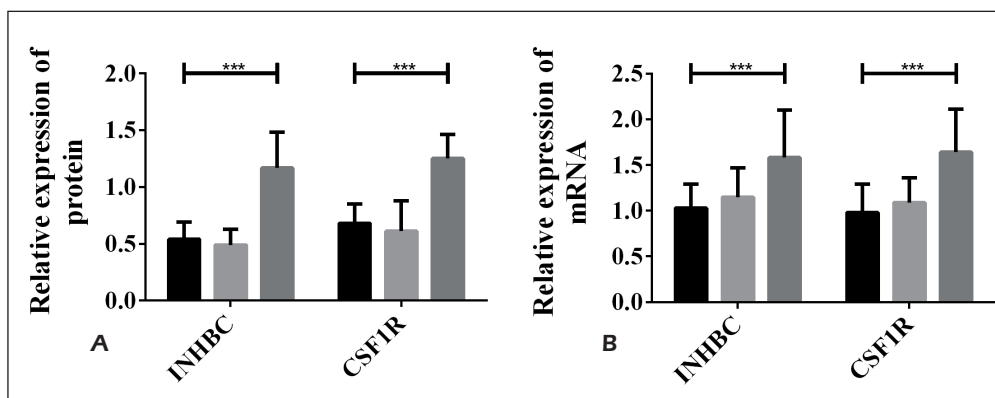 Relative expression of
protein
2.0
1.5
1.0
0.5
0.0
***
***
INHBC
CSF1R
A
Relative expression of
mRNA
2.5
2.0
1.5
1.0
0.5
0.0
***
***
INHBC
CSF1R
B